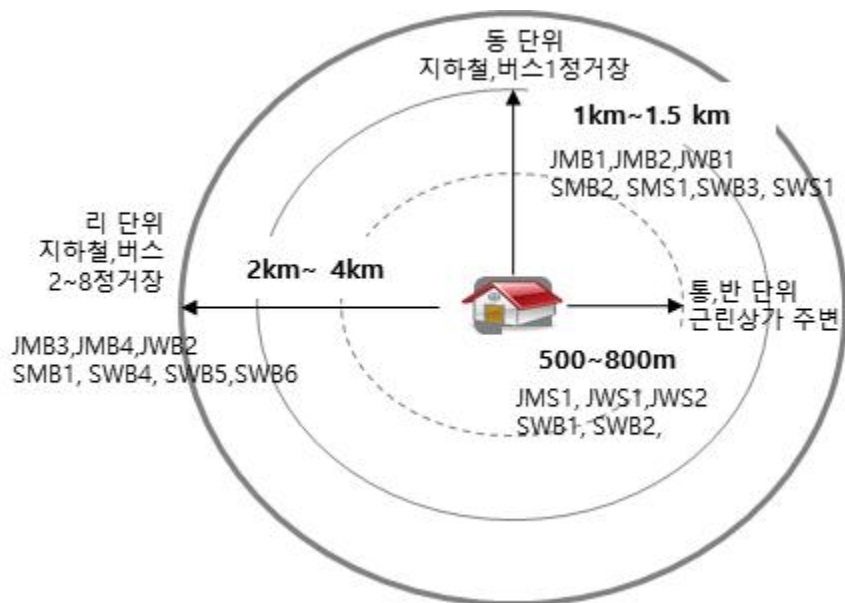 동 단위
지하철,버스1정거장
1km~1.5 km
JMB1,JMB2,JWB1
SMB2, SMS1,SWB3, SWS1
리 단위
지하철,버스
2~8정거장
2km~ 4km
JMB3,JMB4,JWB2
SMB1, SWB4, SWB5,SWB6
통,반 단위
근린상가 주변
500~800m
JMS1, JWS1,JWS2
SWB1, SWB2,